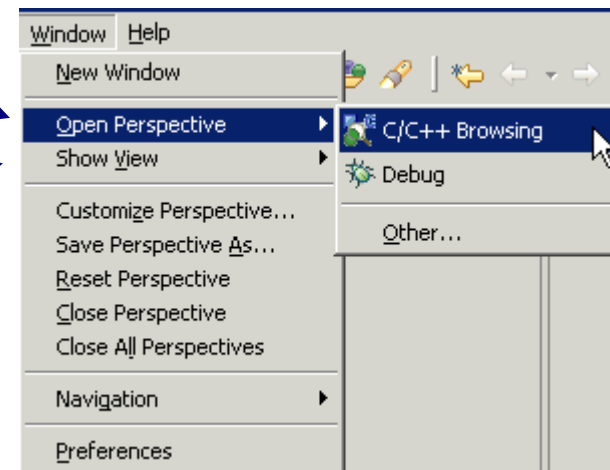 Window Help
New Window
Open Perspective
Show View
Customize Perspective...
Save Perspective As...
Reset Perspective
Close Perspective
Close All Perspectives
Navigation
Preferences
C/C++ Browsing
Debug
Other...